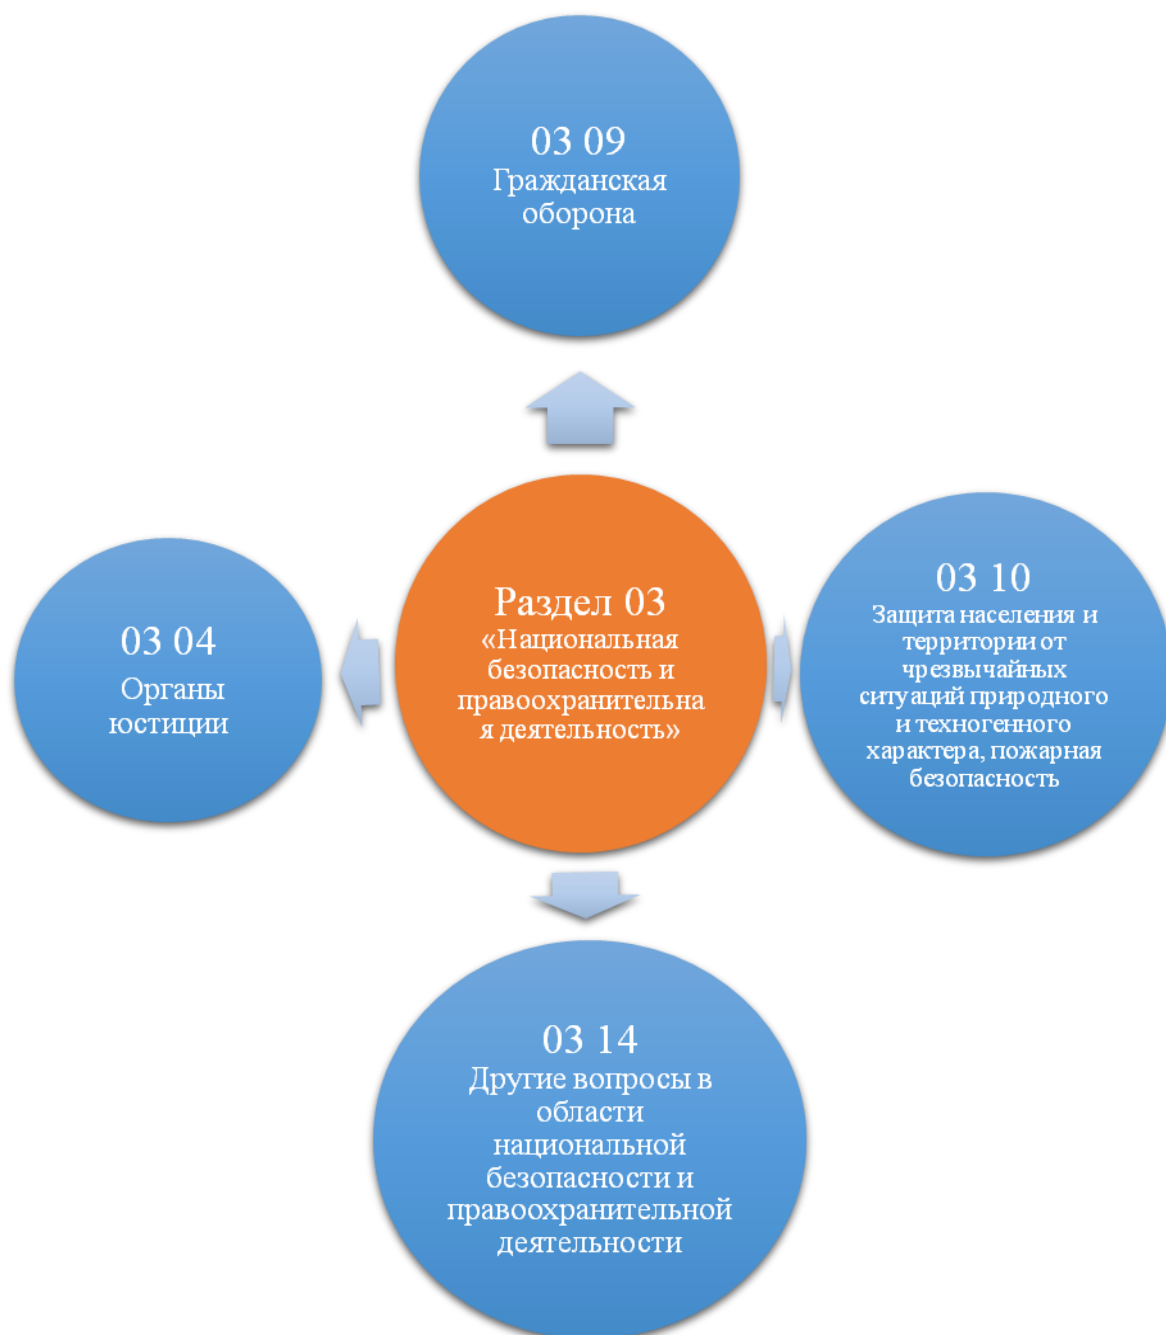 03 09
Гражданская
оборона
03 04
Органы
юстиции
Раздел 03
«Национальная
безопасность и
правоохранительна
я деятельность»
03 10
Защита населения и
территории от
чрезвычайных
ситуаций природного
и техногенного
характера, пожарная
безопасность
03 14
Другие вопросы в
области
национальной
безопасности и
правоохранительной
деятельности